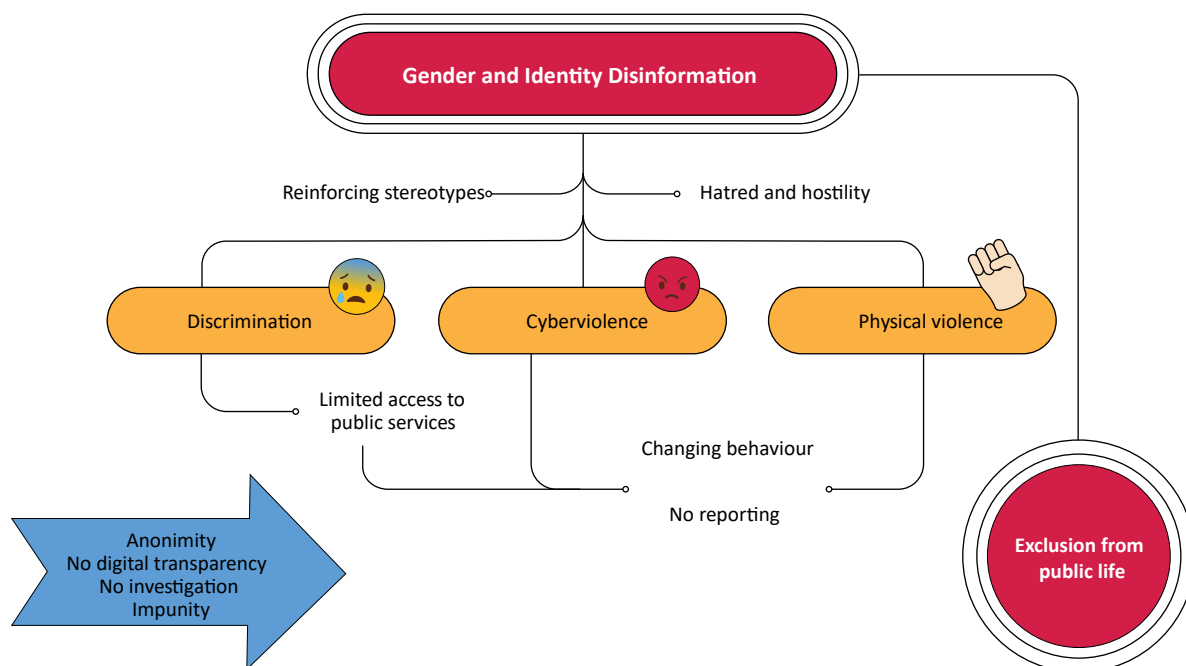 Gender and Identity Disinformation
Reinforcing stereotypes
Hatred and hostility
Discrimination
Cyberviolence
Physical violence
Limited access to
public services
Changing behaviour
No reporting
Anonimity
No digital transparency
No investigation
Impunity
Exclusion from
public life